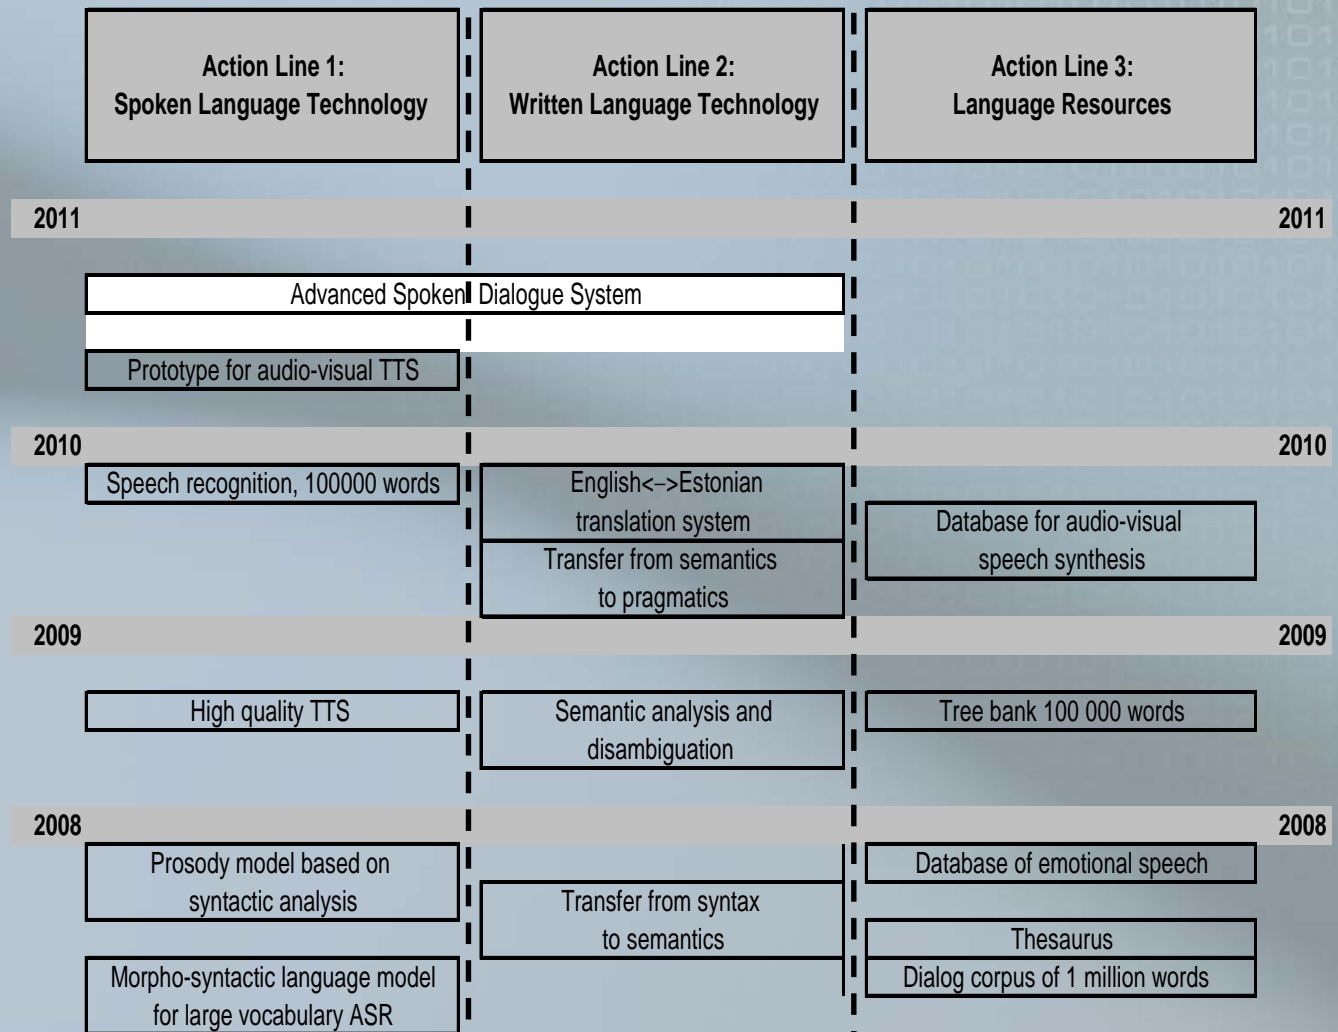 Action Line 1:
Spoken Language Technology
Action Line 2:
Written Language Technology
Action Line 3:
Language Resources
2011 2011
Advanced Spoken Dialogue System
Prototype for audio-visual TTS
2010 2010
Speech recognition, 100000 words
English<–>Estonian
translation system
Transfer from semantics
to pragmatics
Database for audio-visual
speech synthesis
2009 2009
High quality TTS
Semantic analysis and
disambiguation
Tree bank 100 000 words
2008 2008
Prosody model based on
syntactic analysis
Morpho-syntactic language model
for large vocabulary ASR
Transfer from syntax
to semantics
Database of emotional speech
Thesaurus
Dialog corpus of 1 million words